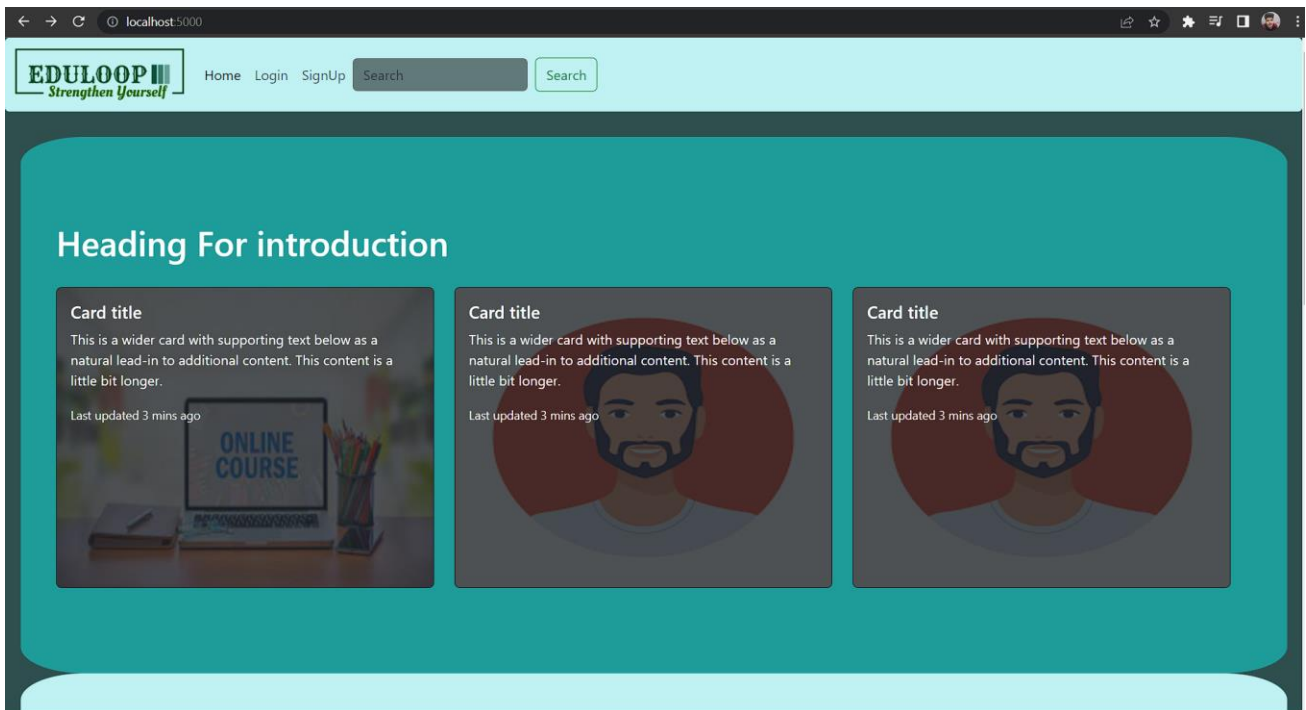 localhost:5000
EDULOOP
Strengthen Yourself
Home Login SignUp Search Search
Heading For introduction
Card title
This is a wider card with supporting text below as a
natural lead-in to additional content. This content is a
little bit longer.
Last updated 3 mins ago
ONLINE
COURSE
Card title
This is a wider card with supporting text below as a
natural lead-in to additional content. This content is a
little bit longer.
Last updated 3 mins ago
Card title
This is a wider card with supporting text below as a
natural lead-in to additional content. This content is a
little bit longer.
Last updated 3 mins ago